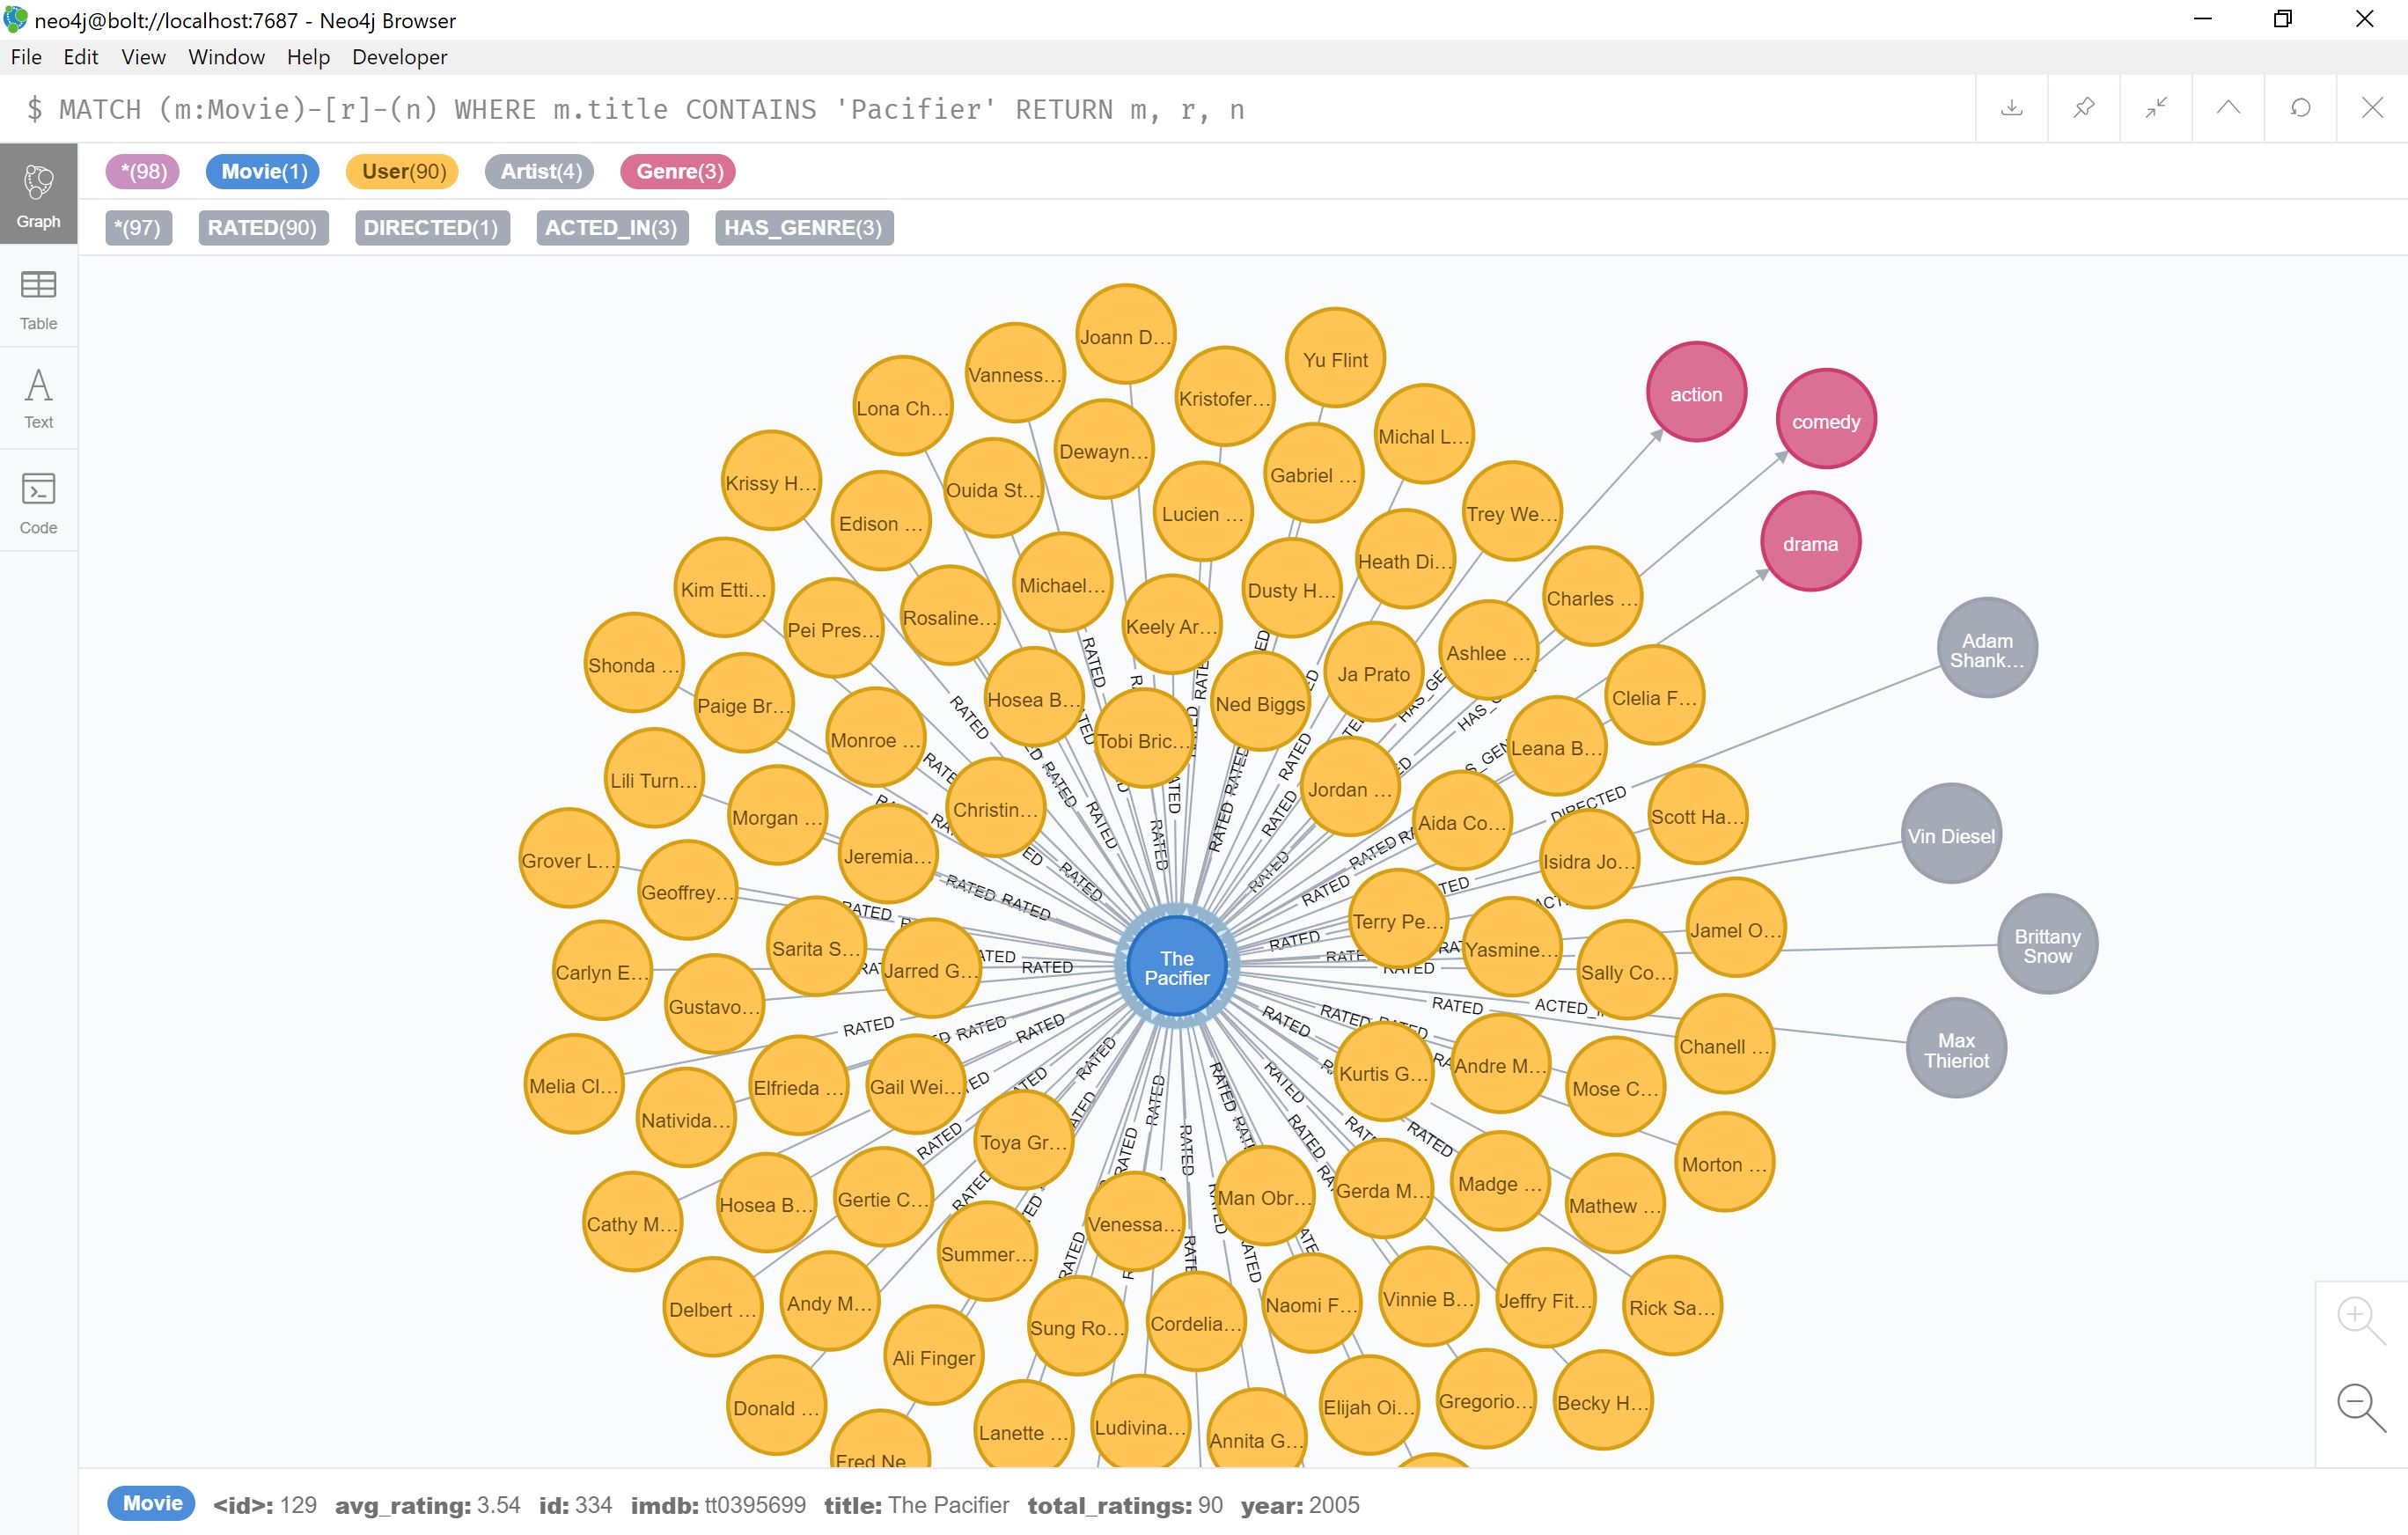 neo4j@bolt://localhost:7687 - Neo4j Browser
File Edit View Window Help Developer
$ MATCH (m:Movie)-[r]-(n) WHERE m.title CONTAINS 'Pacifier' RETURN m, r, n
*(98) Movie(1) User(90) Artist(4) Genre(3)
*(97) RATED(90) DIRECTED(1) ACTED_IN(3) HAS_GENRE(3)
Graph
Table
Text
Code
Joann D...
Yu Flint
Vanness...
Kristofer...
action
Lona Ch...
comedy
Michal L...
Dewayn...
Gabriel ...
Krissy H...
Ouida St...
Lucien ...
Trey We...
Edison ...
drama
Heath Di...
Michael...
Dusty H...
Kim Etti...
Charles ...
Rosaline...
Keely Ar...
Pei Pres...
Adam
Shank...
Ashlee ...
Shonda ...
Ja Prato
Hosea B...
Clelia F...
Ned Biggs
Paige Br...
Monroe ...
Tobi Bric...
Leana B...
Lili Turn...
Jordan ...
Christin...
Morgan ...
Scott Ha...
Aida Co...
DIRECTED
Vin Diesel
Jeremia...
Grover L...
Isidra Jo...
Geoffrey...
Terry Pe...
Jamel O...
Sarita S...
Yasmine...
Brittany
Snow
Carlyn E...
Jarred G...
The
Pacifier
Sally Co...
RATED
Gustavo...
RATED
RATED
Chanell ...
Max
Thieriot
Andre M...
Kurtis G...
Melia Cl...
Elfrieda ...
Gail Wei...
Mose C...
Nativida...
Toya Gr...
RATED
Morton ...
Gerda M...
Madge ...
Man Obr...
Gertie C...
Hosea B...
Mathew ...
Cathy M...
Venessa...
Summer...
Vinnie B...
Jeffry Fit...
Andy M...
Naomi F...
Delbert ...
Rick Sa...
Cordelia...
Sung Ro...
Ali Finger
Gregorio...
Becky H...
Elijah Oi...
Donald ...
Ludivina...
Lanette ...
Annita G...
Fred Ne
Movie <id>: 129 avg_rating: 3.54 id: 334 imdb: tt0395699 title: The Pacifier total_ratings: 90 year: 2005